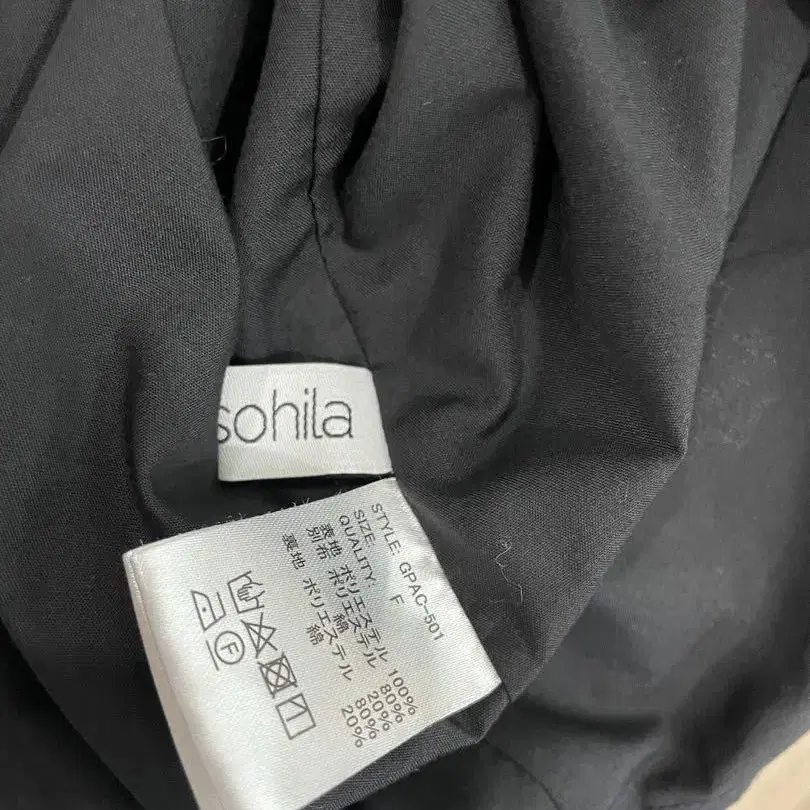 sohila
STYLE: GPAC-501
SIZE: F
QUALITY:
表地 ポリエステル 100%
別布 ポリエステル 80%
綿 20%
裏地 ポリエステル 80%
綿 20%
F